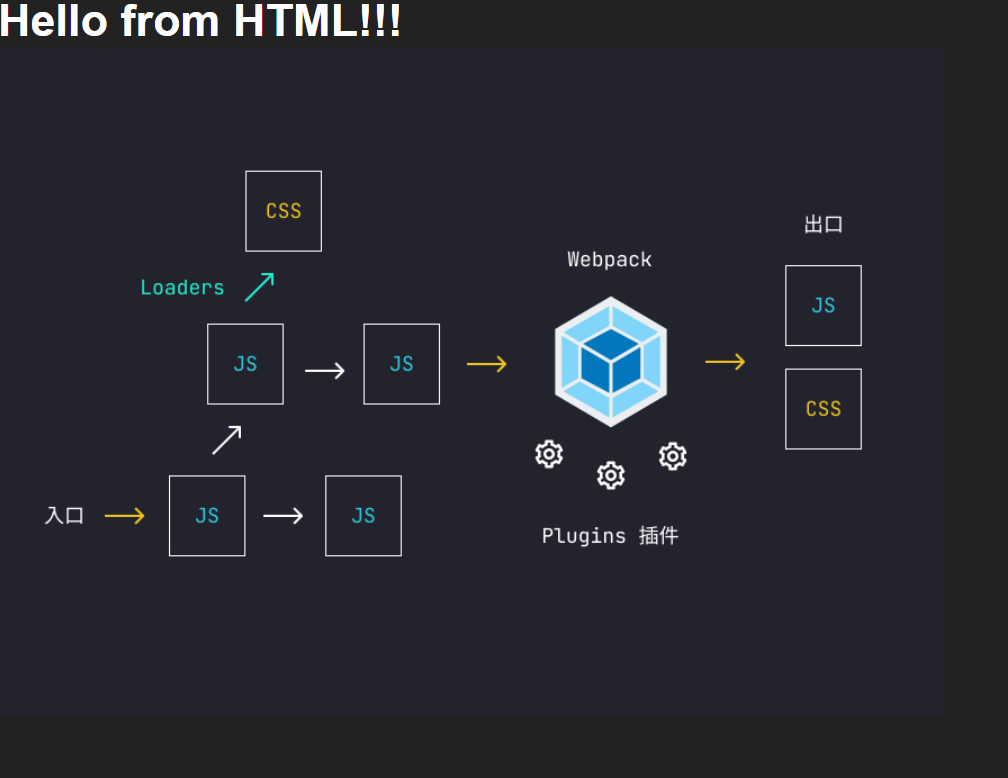 Hello from HTML!!!
CSS
Loaders
JS
JS
入口
JS
JS
Webpack
Plugins 插件
出口
JS
CSS